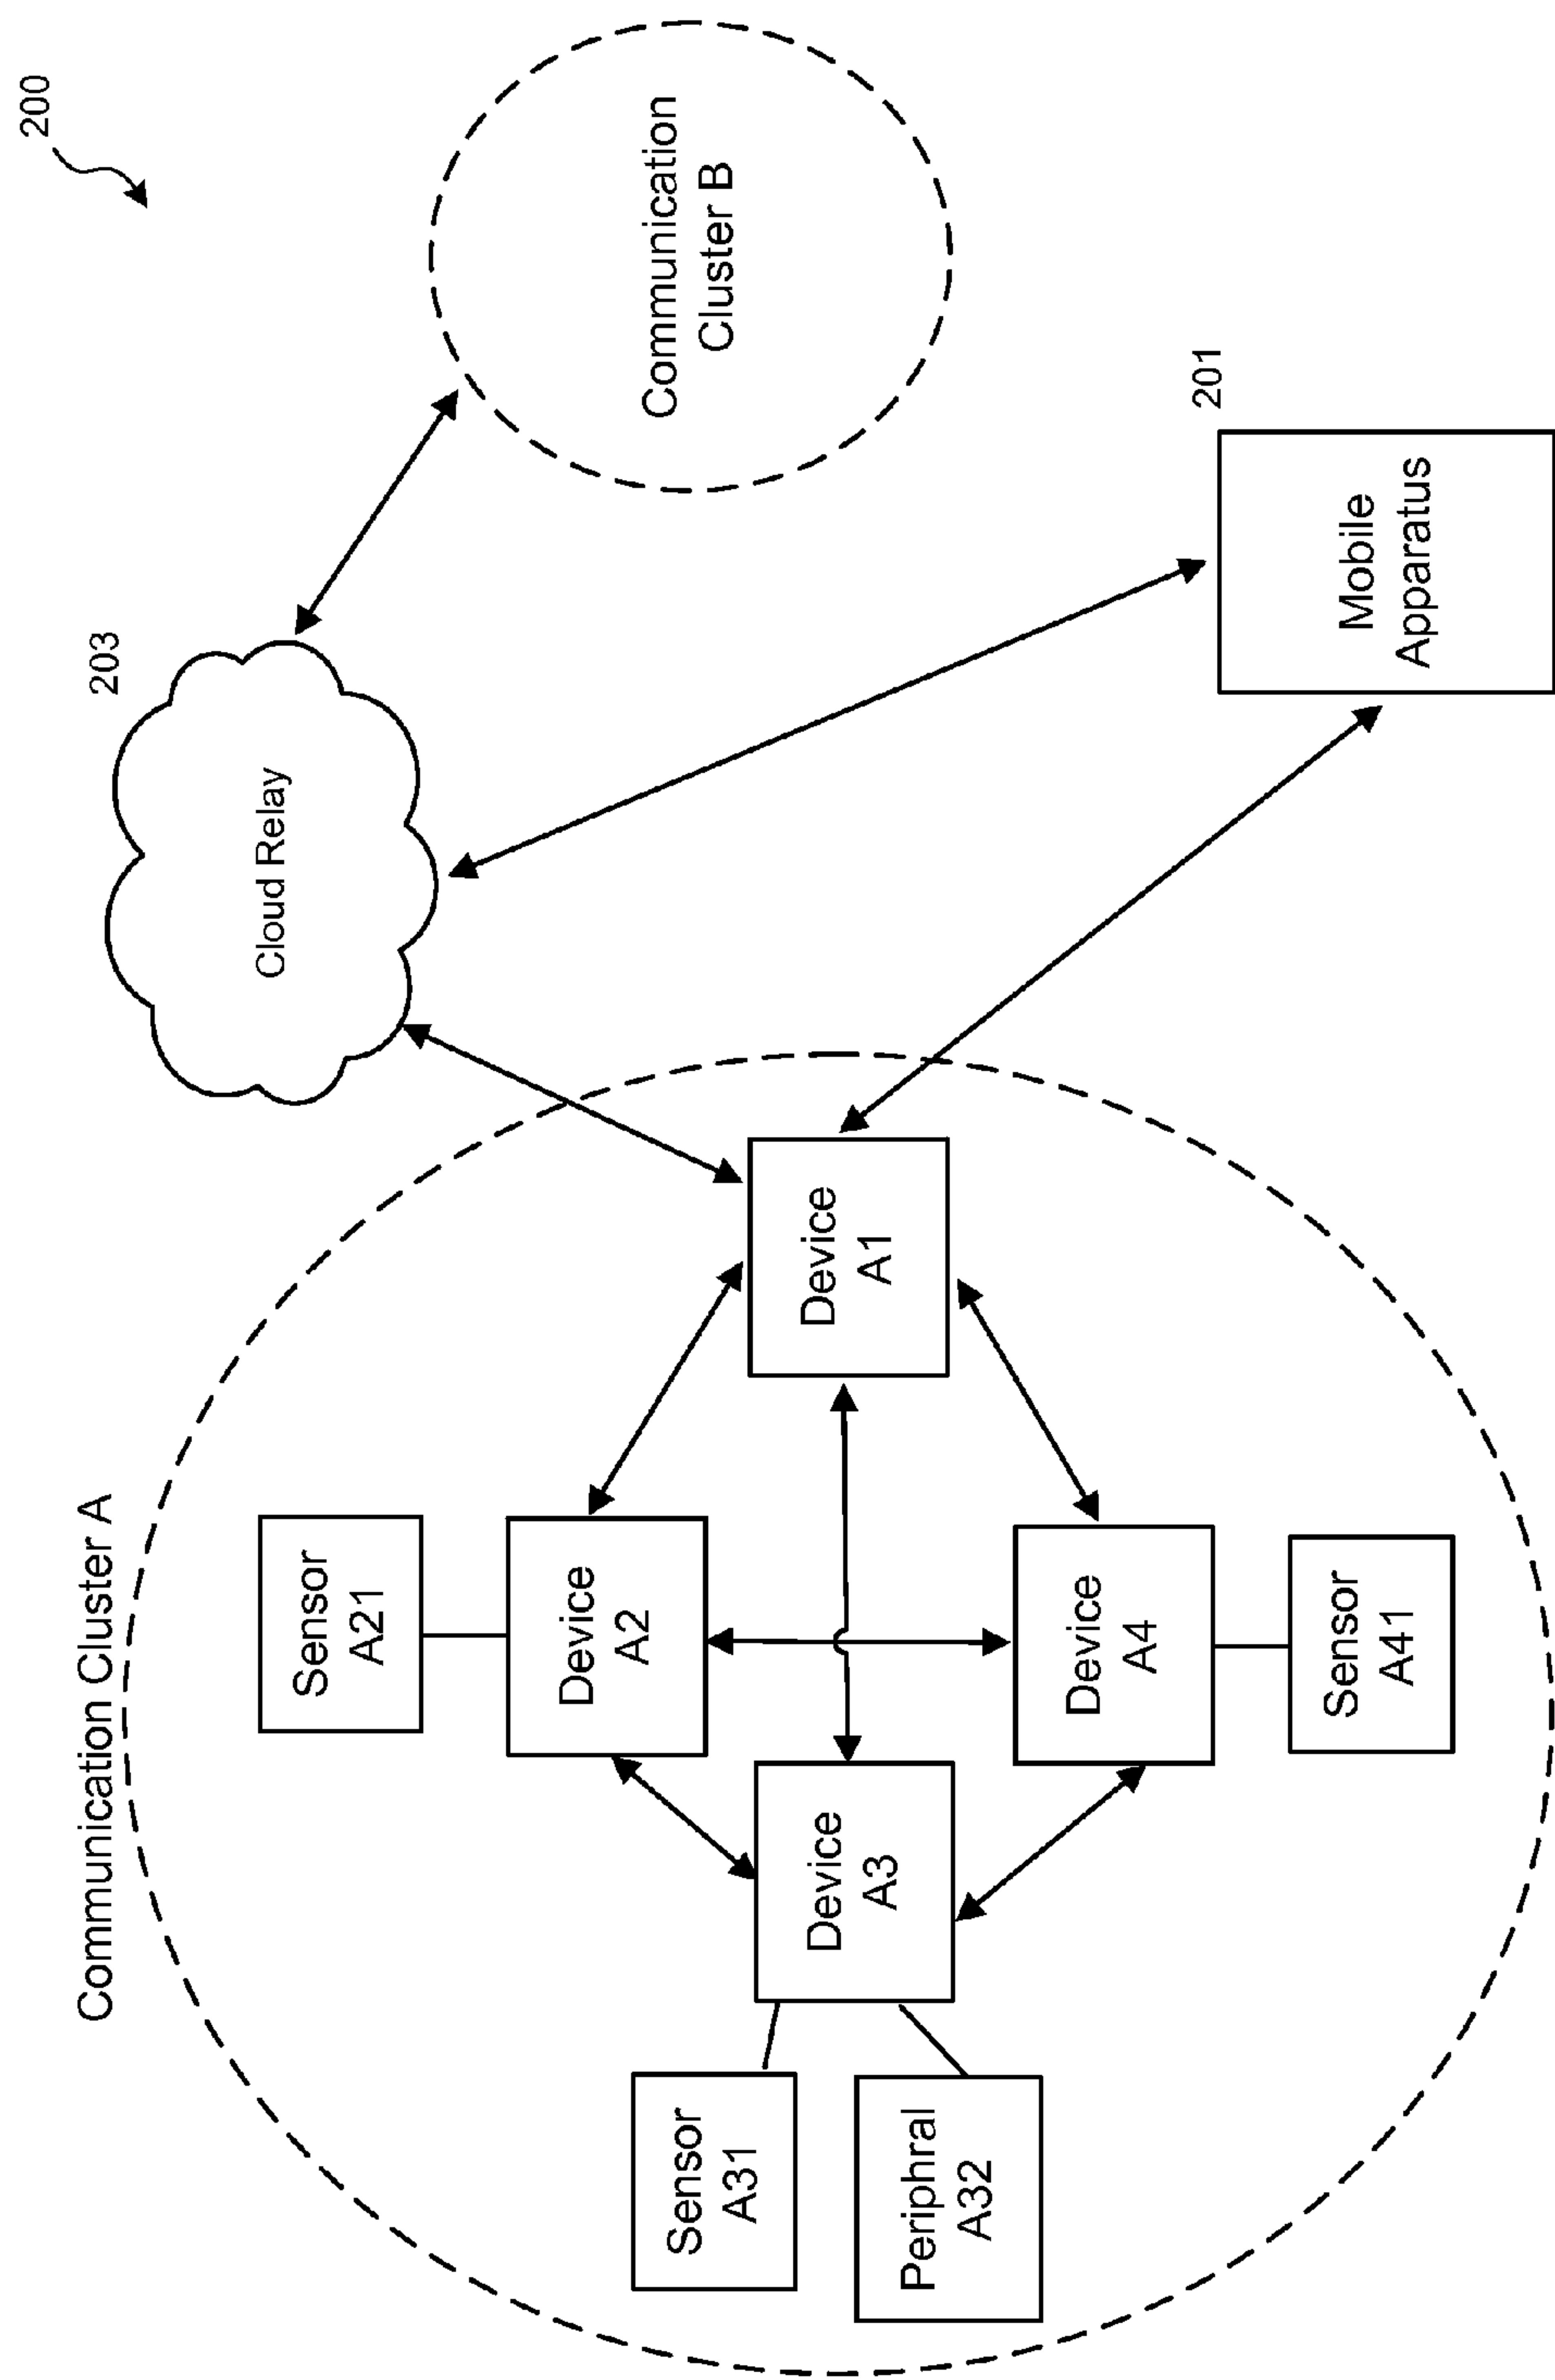 200
Communication Cluster A
203
Cloud Relay
Communication
Cluster B
Sensor
A21
Device
A2
Sensor
A31
Device
A3
Device
A1
Periphral
A32
Device
A4
Sensor
A41
201
Mobile
Apparatus